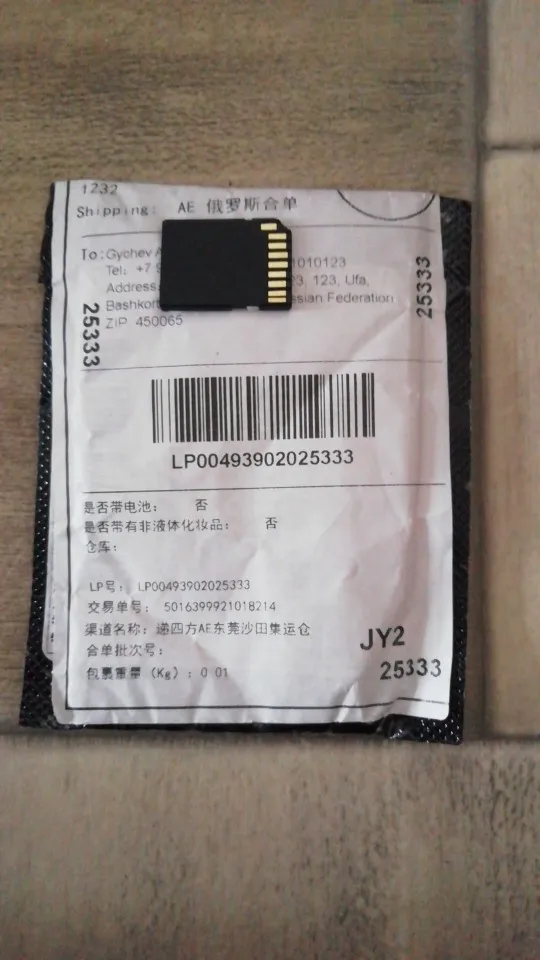 1232
Shipping: AE 俄罗斯合单
To: Gychev
Tel: +7 1010123
Address: 123, Ufa,
Federation
ZIP 450065
25333
25333
LP00493902025333
是否带电池: 否
是否带有非液体化妆品: 否
仓库:
LP号: LP00493902025333
交易单号: 5016399921018214
渠道名称: 递四方AE东莞沙田集运仓
JY2
合单批次号:
包裹重量 (Kg): 0 01
25333